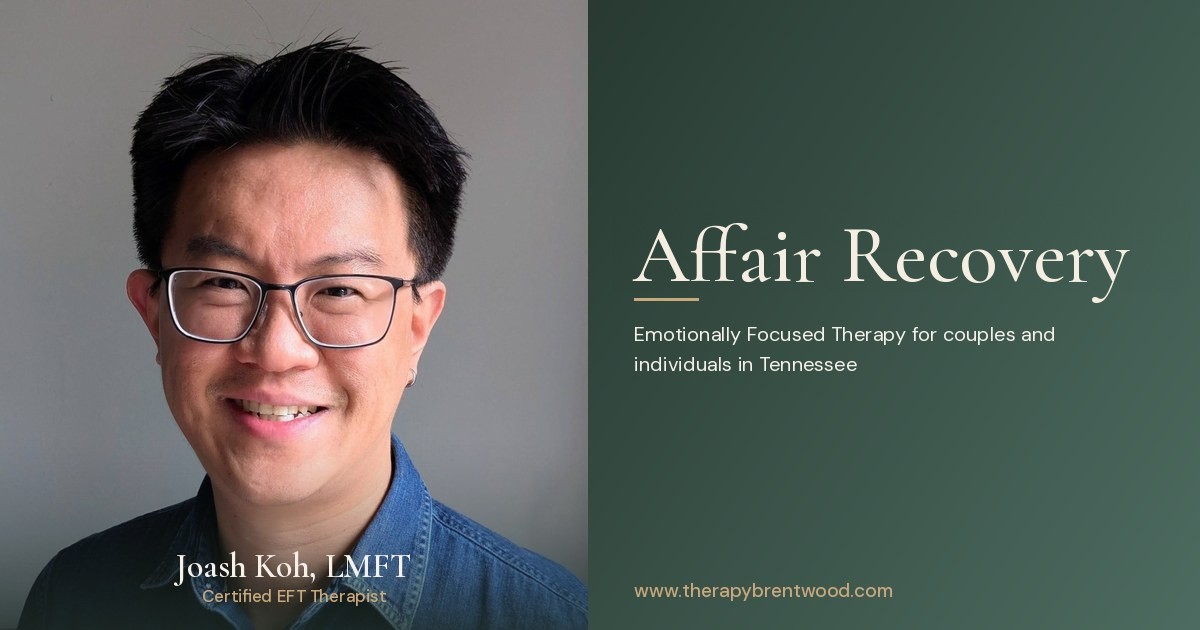 Joash Koh, LMFT
Certified EFT Therapist
Affair Recovery
Emotionally Focused Therapy for couples and
individuals in Tennessee
www.therapybrentwood.com